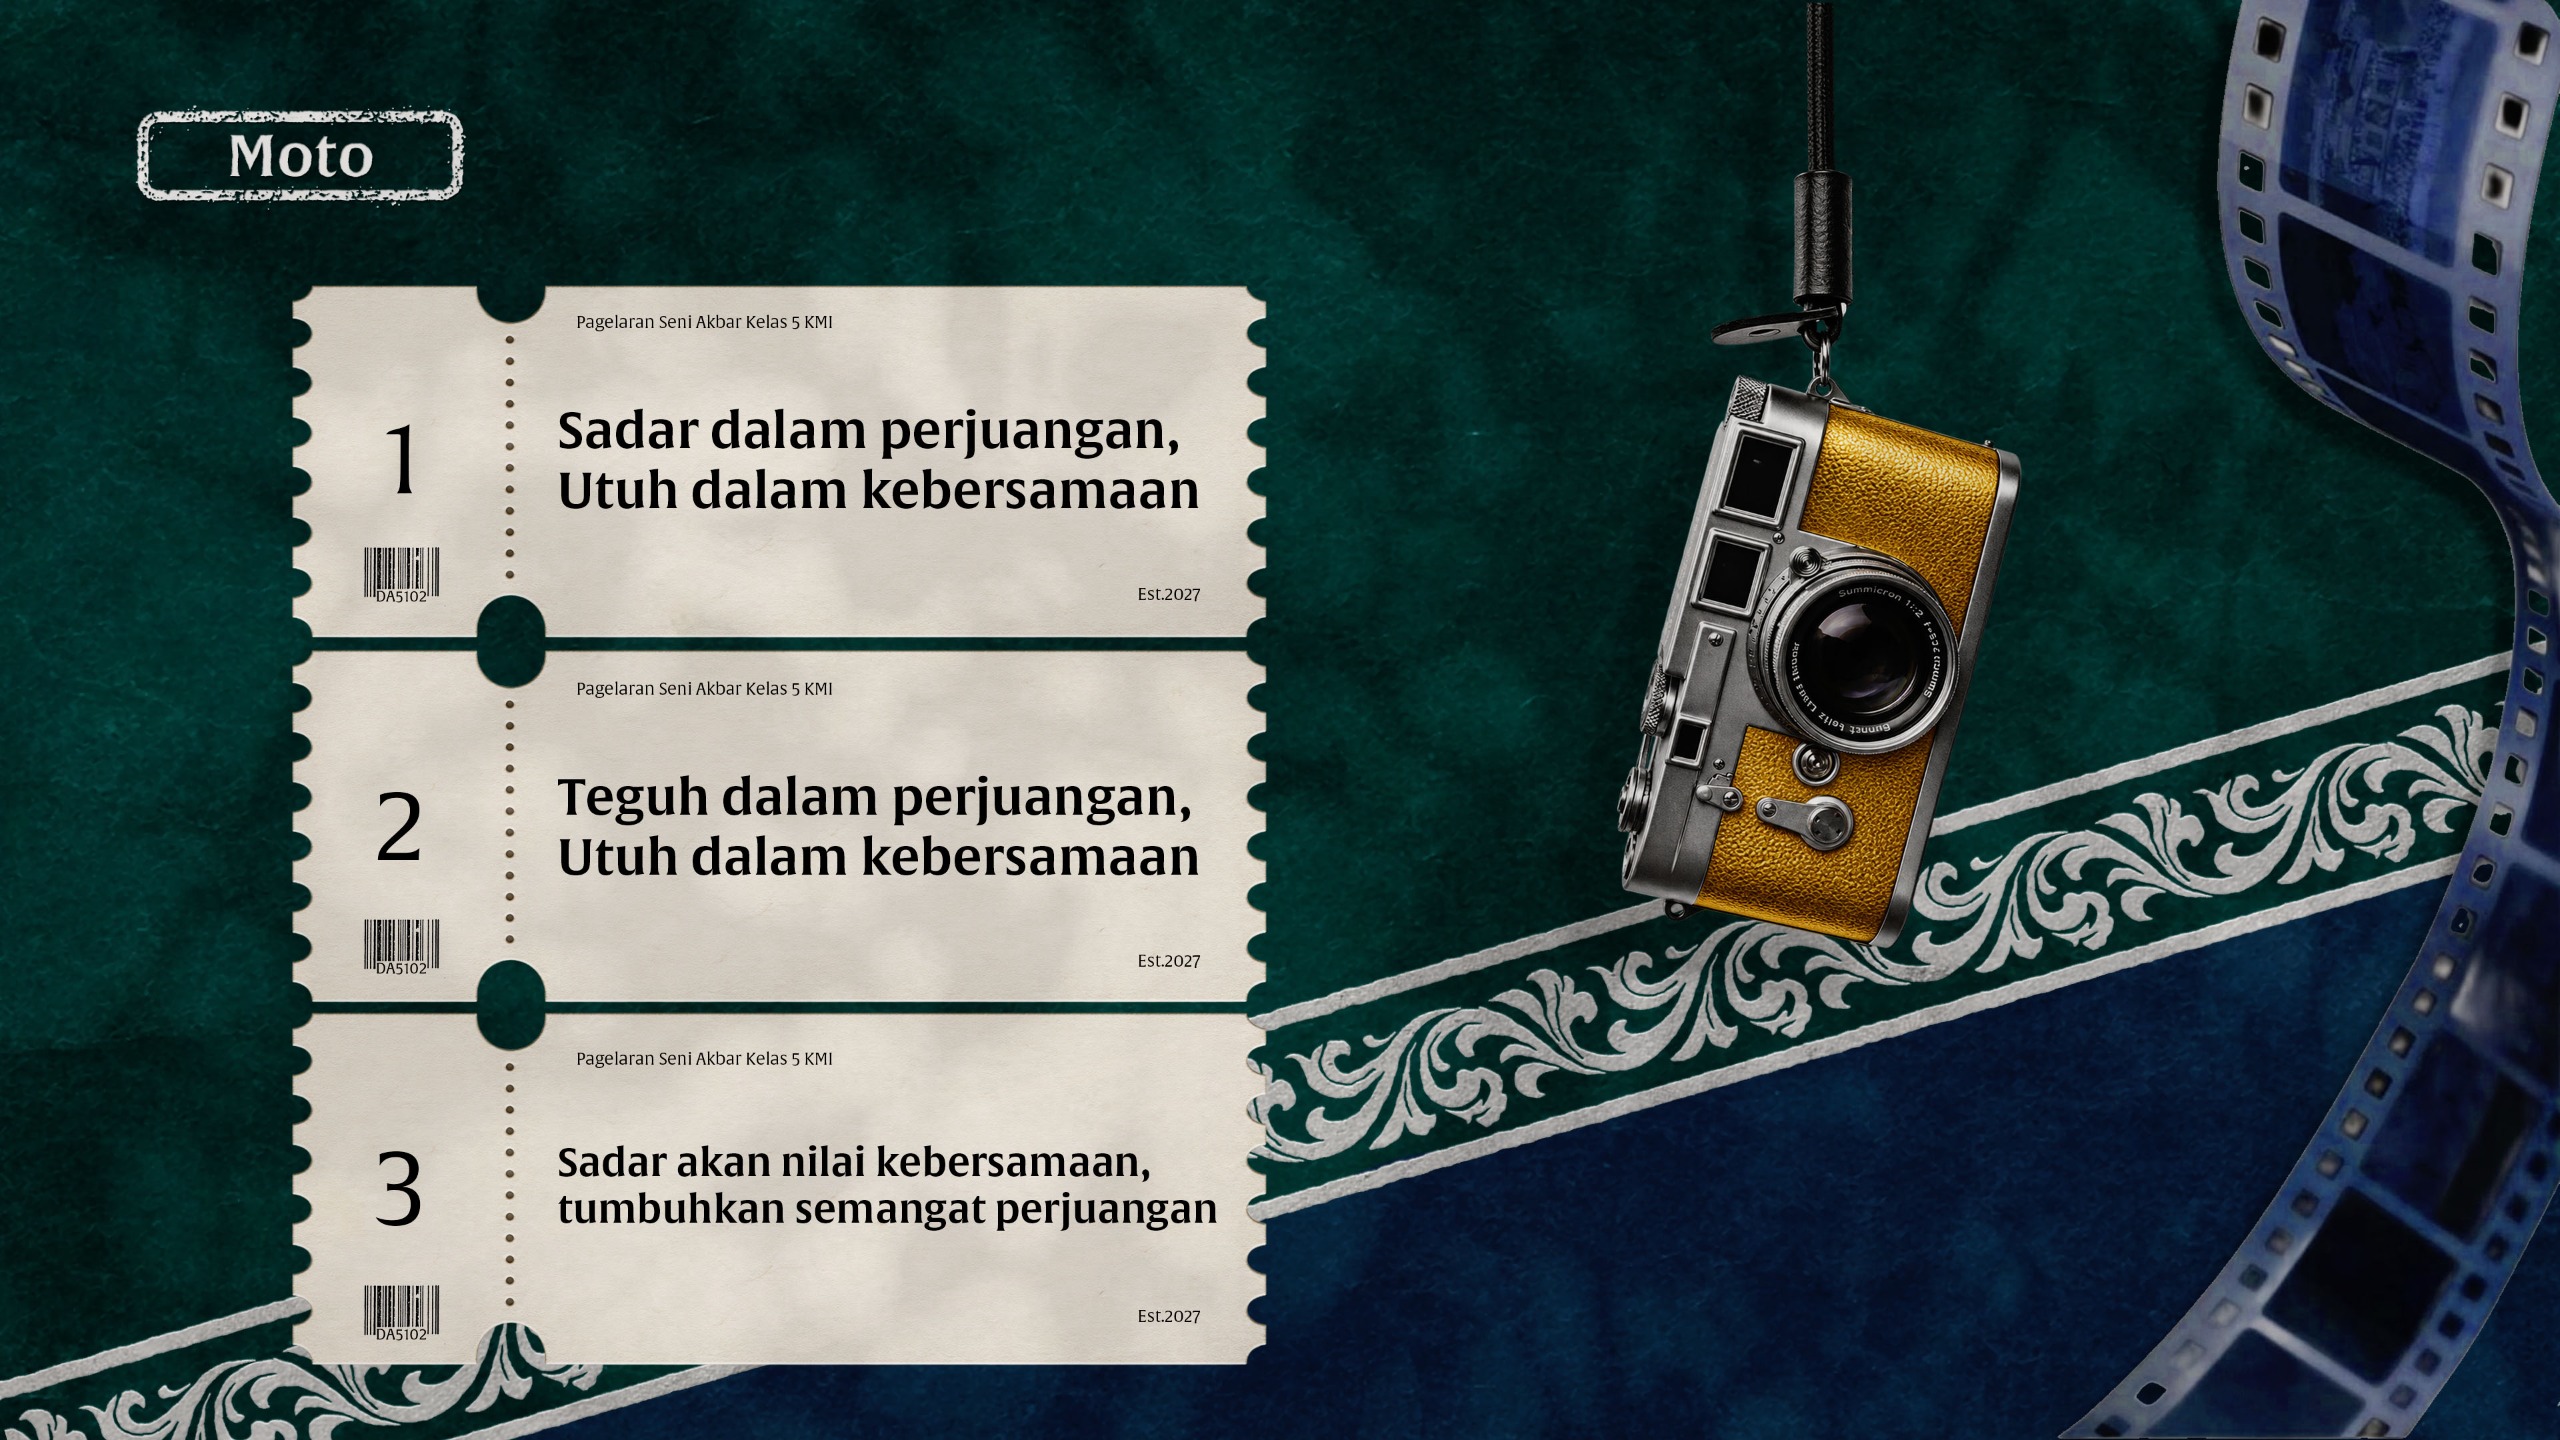 Moto
Pagelaran Seni Akbar Kelas 5 KMI
1
Sadar dalam perjuangan,
Utuh dalam kebersamaan
DA5102
Est.2027
Pagelaran Seni Akbar Kelas 5 KMI
2
Teguh dalam perjuangan,
Utuh dalam kebersamaan
DA5102
Est.2027
Pagelaran Seni Akbar Kelas 5 KMI
3
Sadar akan nilai kebersamaan,
tumbuhkan semangat perjuangan
DA5102
Est.2027
Summicron